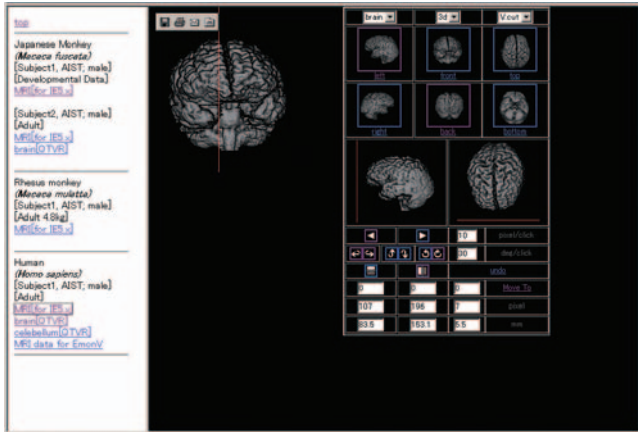 top
Japanese Monkey
(Macaca fuscata)
[Subject1, AIST; male]
[Developmental Data]
MRI[for IE5.x]
[Subject2, AIST; male]
[Adult]
MRI[for IE5.x]
brain[QTVR]
Rhesus monkey
(Macaca mulatta)
[Subject1, AIST; male]
[Adult 4.8kg]
MRI[for IE5.x]
Human
(Homo sapiens)
[Subject1, AIST; male]
[Adult]
MRI[for IE5.x]
brain[QTVR]
celebellum[QTVR]
MRI data for EmonV
brain 3d V.cut
left front top
right back bottom
10 pixel/click
30 deg/click
undo
0 0 0 Move To
107 196 7 pixel
83.5 153.1 5.5 mm